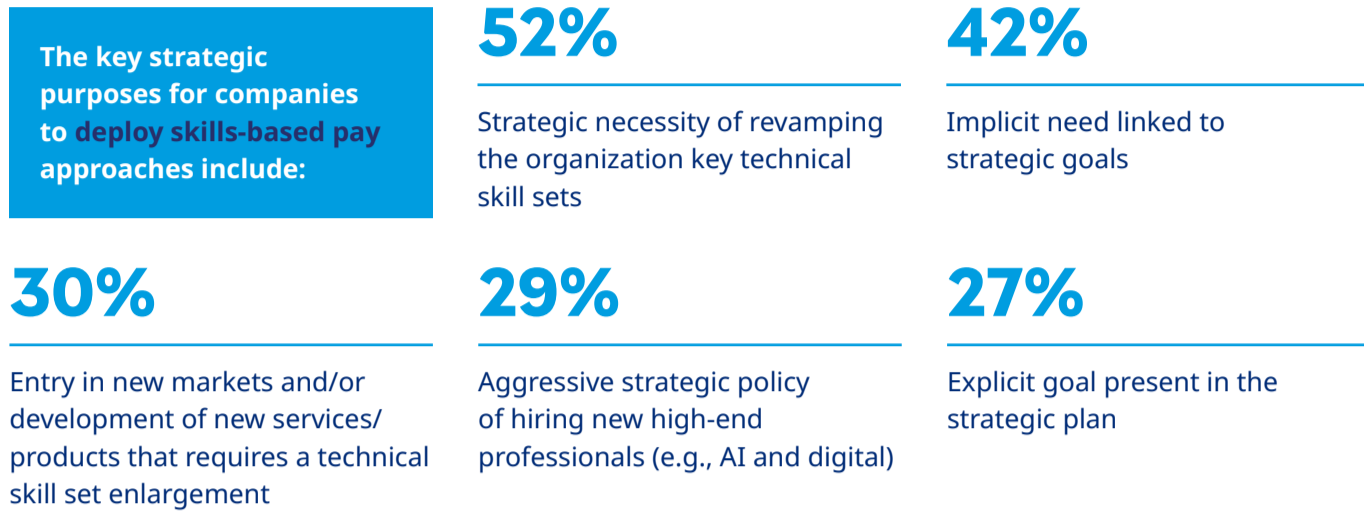 The key strategic
purposes for companies
to deploy skills-based pay
approaches include:
52%
Strategic necessity of revamping
the organization key technical
skill sets
42%
Implicit need linked to
strategic goals
30%
Entry in new markets and/or
development of new services/
products that requires a technical
skill set enlargement
29%
Aggressive strategic policy
of hiring new high-end
professionals (e.g., AI and digital)
27%
Explicit goal present in the
strategic plan